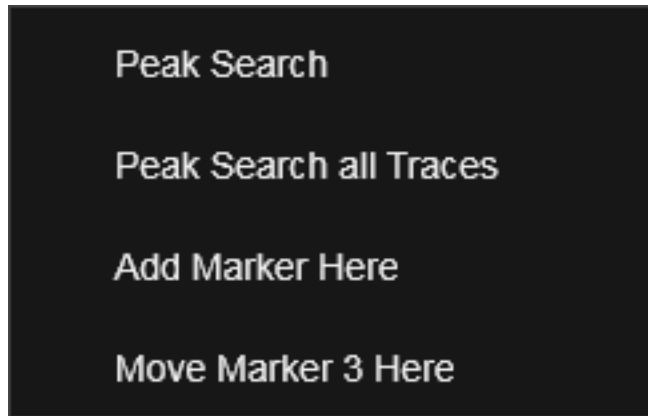 Peak Search
Peak Search all Traces
Add Marker Here
Move Marker 3 Here